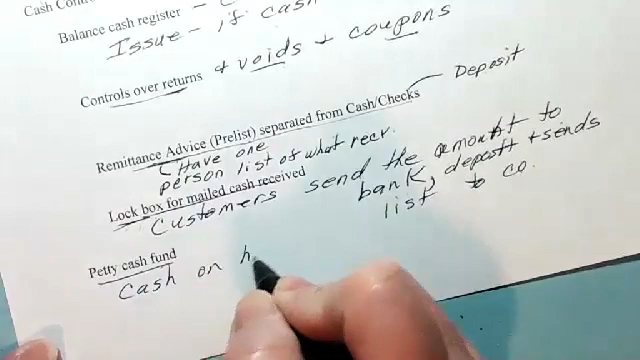 Cash Cont
Balance cash register -
Issue - if cash
Controls over returns + voids + coupons
Remittance Advice (Prelist) separated from Cash/Checks Deposit
Have one
person list of what recv.
Lock box for mailed cash received
Customers send the amount to
bank, deposit + sends
list to co.
Petty cash fund
Cash on h